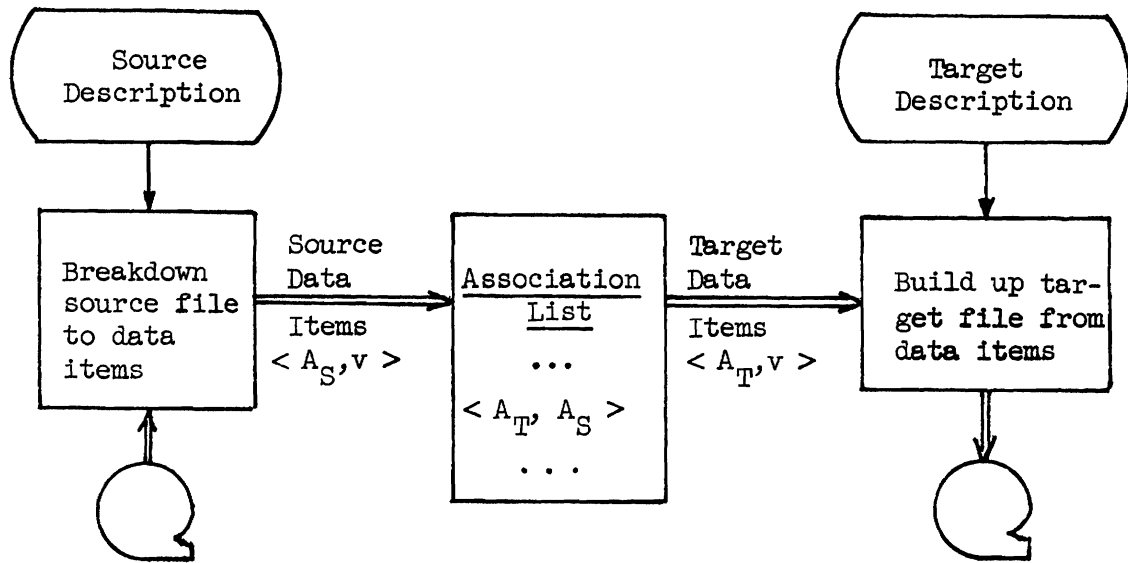 Source
Description
Target
Description
Breakdown
source file
to data
items
Source
Data
Items
< A_S,v >
Association
List
...
< A_T, A_S >
. . .
Target
Data
Items
< A_T,v >
Build up tar-
get file from
data items